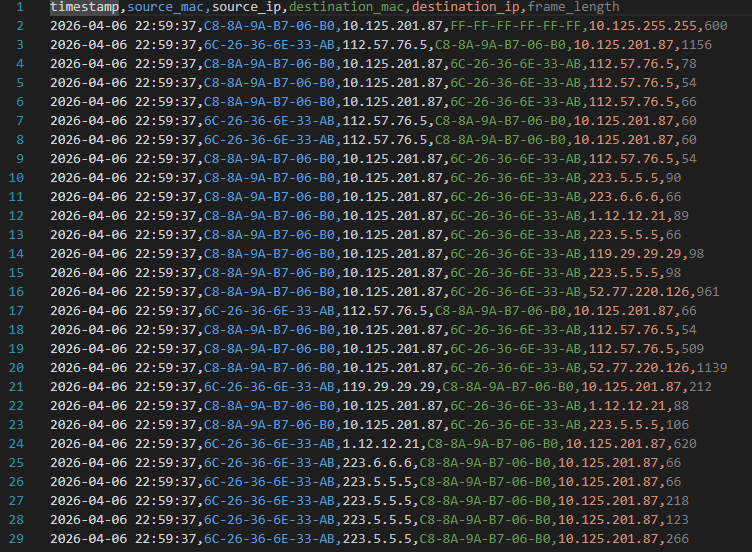 1 timestamp,source_mac,source_ip,destination_mac,destination_ip,frame_length
2 2026-04-06 22:59:37,C8-8A-9A-B7-06-B0,10.125.201.87,FF-FF-FF-FF-FF-FF,10.125.255.255,600
3 2026-04-06 22:59:37,6C-26-36-6E-33-AB,112.57.76.5,C8-8A-9A-B7-06-B0,10.125.201.87,1156
4 2026-04-06 22:59:37,C8-8A-9A-B7-06-B0,10.125.201.87,6C-26-36-6E-33-AB,112.57.76.5,78
5 2026-04-06 22:59:37,C8-8A-9A-B7-06-B0,10.125.201.87,6C-26-36-6E-33-AB,112.57.76.5,54
6 2026-04-06 22:59:37,C8-8A-9A-B7-06-B0,10.125.201.87,6C-26-36-6E-33-AB,112.57.76.5,66
7 2026-04-06 22:59:37,6C-26-36-6E-33-AB,112.57.76.5,C8-8A-9A-B7-06-B0,10.125.201.87,60
8 2026-04-06 22:59:37,6C-26-36-6E-33-AB,112.57.76.5,C8-8A-9A-B7-06-B0,10.125.201.87,60
9 2026-04-06 22:59:37,C8-8A-9A-B7-06-B0,10.125.201.87,6C-26-36-6E-33-AB,112.57.76.5,54
10 2026-04-06 22:59:37,C8-8A-9A-B7-06-B0,10.125.201.87,6C-26-36-6E-33-AB,223.5.5.5,90
11 2026-04-06 22:59:37,C8-8A-9A-B7-06-B0,10.125.201.87,6C-26-36-6E-33-AB,223.6.6.6,66
12 2026-04-06 22:59:37,C8-8A-9A-B7-06-B0,10.125.201.87,6C-26-36-6E-33-AB,1.12.12.21,89
13 2026-04-06 22:59:37,C8-8A-9A-B7-06-B0,10.125.201.87,6C-26-36-6E-33-AB,223.5.5.5,66
14 2026-04-06 22:59:37,C8-8A-9A-B7-06-B0,10.125.201.87,6C-26-36-6E-33-AB,119.29.29.29,98
15 2026-04-06 22:59:37,C8-8A-9A-B7-06-B0,10.125.201.87,6C-26-36-6E-33-AB,223.5.5.5,98
16 2026-04-06 22:59:37,C8-8A-9A-B7-06-B0,10.125.201.87,6C-26-36-6E-33-AB,52.77.220.126,961
17 2026-04-06 22:59:37,6C-26-36-6E-33-AB,112.57.76.5,C8-8A-9A-B7-06-B0,10.125.201.87,66
18 2026-04-06 22:59:37,C8-8A-9A-B7-06-B0,10.125.201.87,6C-26-36-6E-33-AB,112.57.76.5,54
19 2026-04-06 22:59:37,C8-8A-9A-B7-06-B0,10.125.201.87,6C-26-36-6E-33-AB,112.57.76.5,509
20 2026-04-06 22:59:37,C8-8A-9A-B7-06-B0,10.125.201.87,6C-26-36-6E-33-AB,52.77.220.126,1139
21 2026-04-06 22:59:37,6C-26-36-6E-33-AB,119.29.29.29,C8-8A-9A-B7-06-B0,10.125.201.87,212
22 2026-04-06 22:59:37,C8-8A-9A-B7-06-B0,10.125.201.87,6C-26-36-6E-33-AB,1.12.12.21,88
23 2026-04-06 22:59:37,C8-8A-9A-B7-06-B0,10.125.201.87,6C-26-36-6E-33-AB,223.5.5.5,106
24 2026-04-06 22:59:37,6C-26-36-6E-33-AB,1.12.12.21,C8-8A-9A-B7-06-B0,10.125.201.87,620
25 2026-04-06 22:59:37,6C-26-36-6E-33-AB,223.6.6.6,C8-8A-9A-B7-06-B0,10.125.201.87,66
26 2026-04-06 22:59:37,6C-26-36-6E-33-AB,223.5.5.5,C8-8A-9A-B7-06-B0,10.125.201.87,66
27 2026-04-06 22:59:37,6C-26-36-6E-33-AB,223.5.5.5,C8-8A-9A-B7-06-B0,10.125.201.87,218
28 2026-04-06 22:59:37,6C-26-36-6E-33-AB,223.5.5.5,C8-8A-9A-B7-06-B0,10.125.201.87,123
29 2026-04-06 22:59:37,6C-26-36-6E-33-AB,223.5.5.5,C8-8A-9A-B7-06-B0,10.125.201.87,266